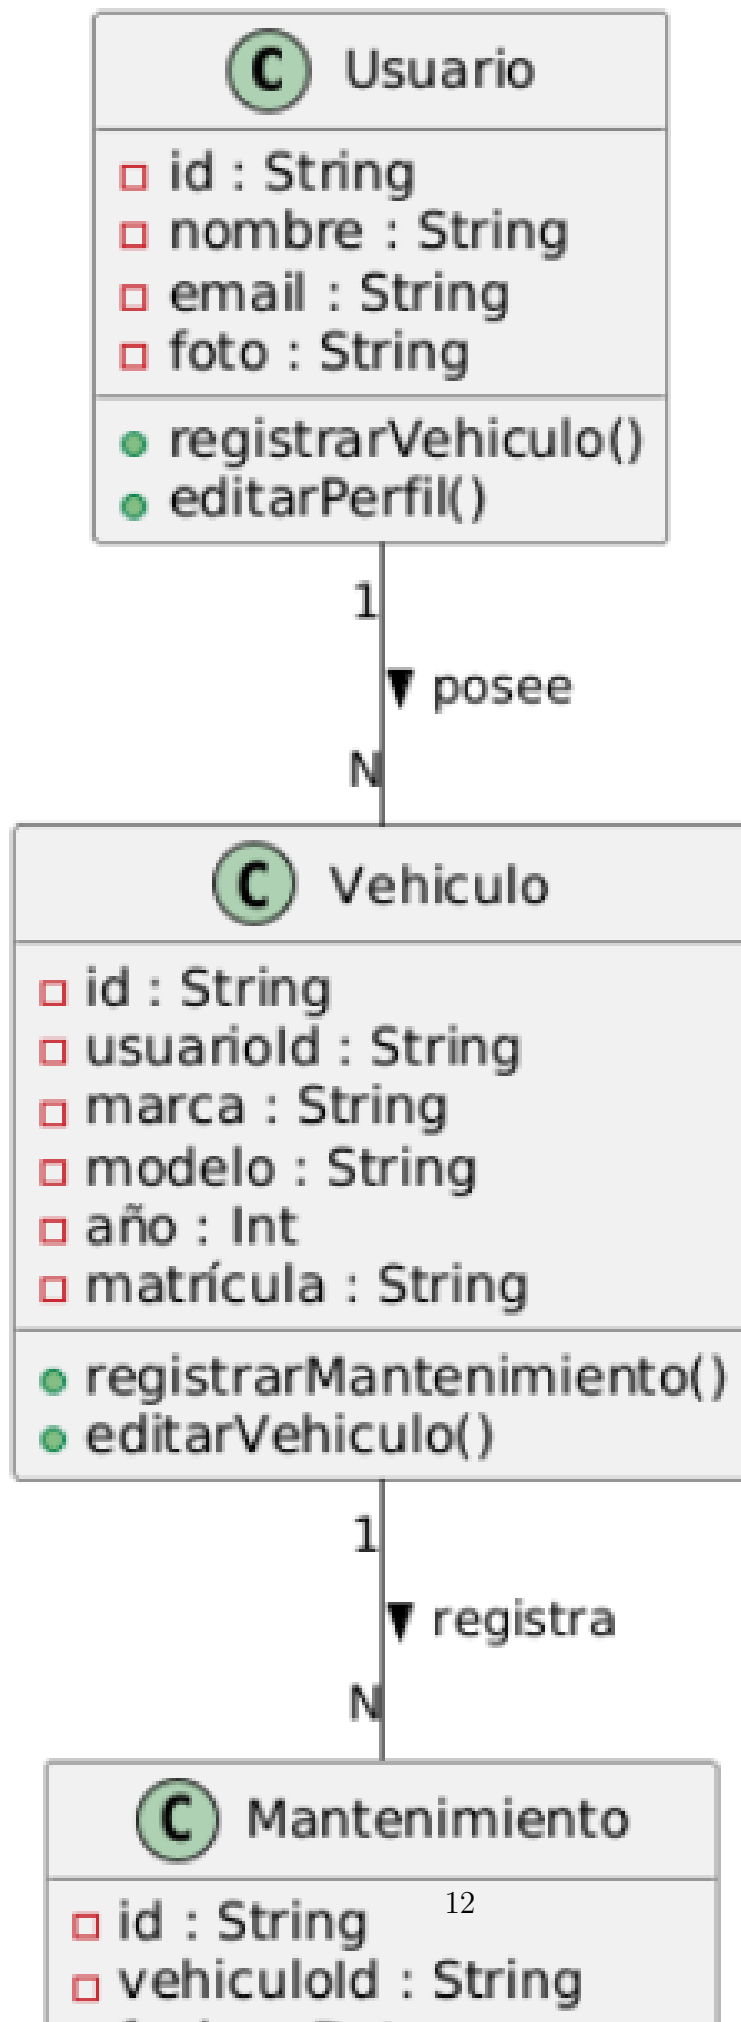 C Usuario
id : String
nombre : String
email : String
foto : String
registrarVehiculo()
editarPerfil()
1
posee
N
C Vehiculo
id : String
usuarioId : String
marca : String
modelo : String
año : Int
matrícula : String
registrarMantenimiento()
editarVehiculo()
1
registra
N
C Mantenimiento
id : String
12
vehiculoId : String